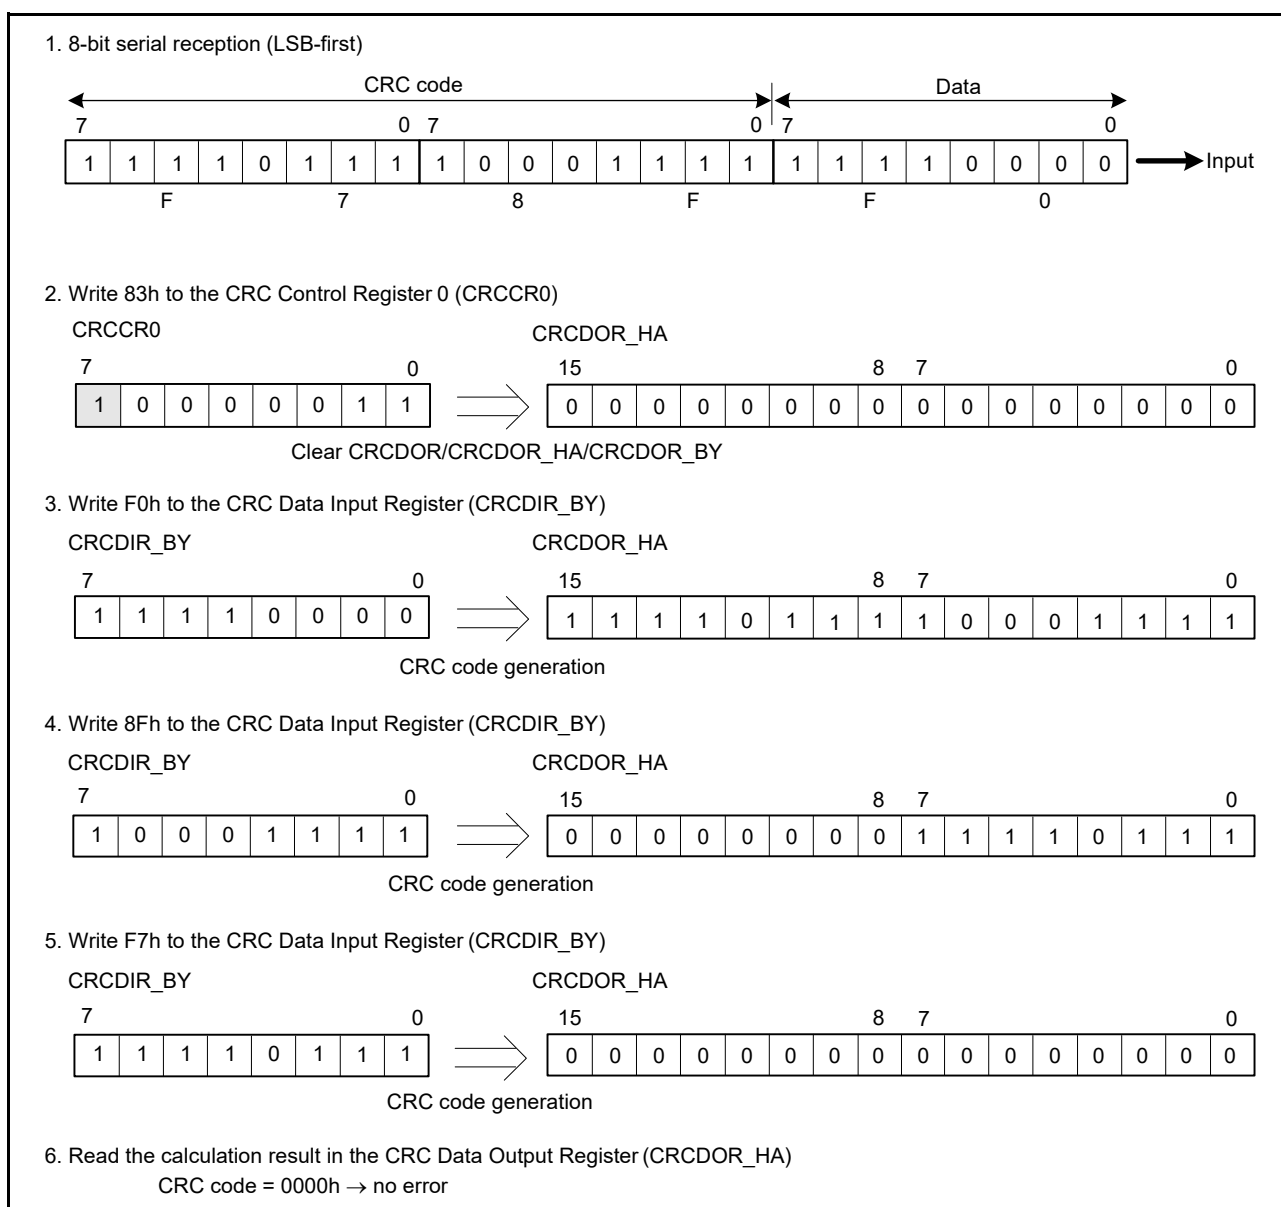 1. 8-bit serial reception (LSB-first)
CRC code Data
7 0 7 0 7 0
1 1 1 1 0 1 1 1 1 0 0 0 1 1 1 1 1 1 1 1 0 0 0 0 Input
F 7 8 F F 0
2. Write 83h to the CRC Control Register 0 (CRCCR0)
CRCCR0 CRCDOR_HA
7 0 15 8 7 0
1 0 0 0 0 0 1 1 0 0 0 0 0 0 0 0 0 0 0 0 0 0 0 0
Clear CRCDOR/CRCDOR_HA/CRCDOR_BY
3. Write F0h to the CRC Data Input Register (CRCDIR_BY)
CRCDIR_BY CRCDOR_HA
7 0 15 8 7 0
1 1 1 1 0 0 0 0 1 1 1 1 0 1 1 1 1 0 0 0 1 1 1 1
CRC code generation
4. Write 8Fh to the CRC Data Input Register (CRCDIR_BY)
CRCDIR_BY CRCDOR_HA
7 0 15 8 7 0
1 0 0 0 1 1 1 1 0 0 0 0 0 0 0 0 1 1 1 1 0 1 1 1
CRC code generation
5. Write F7h to the CRC Data Input Register (CRCDIR_BY)
CRCDIR_BY CRCDOR_HA
7 0 15 8 7 0
1 1 1 1 0 1 1 1 0 0 0 0 0 0 0 0 0 0 0 0 0 0 0 0
CRC code generation
6. Read the calculation result in the CRC Data Output Register (CRCDOR_HA)
CRC code = 0000h → no error